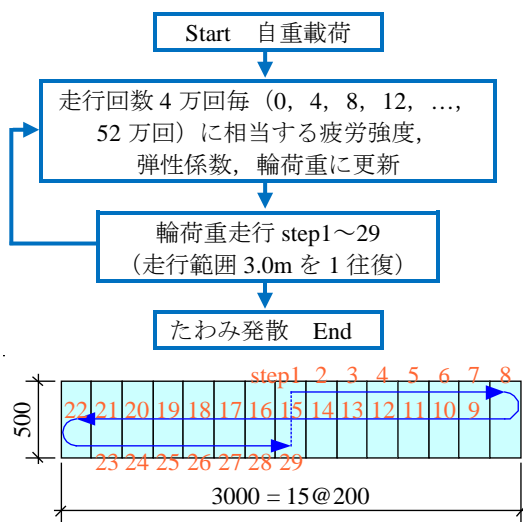 Start 自重載荷
走行回数 4 万回毎（0，4，8，12，…，
52 万回）に相当する疲労強度，
弾性係数，輪荷重に更新
輪荷重走行 step1～29
（走行範囲 3.0m を 1 往復）
たわみ発散 End
step1 2 3 4 5 6 7 8
22 21 20 19 18 17 16 15 14 13 12 11 10 9
23 24 25 26 27 28 29
500
3000 = 15@200